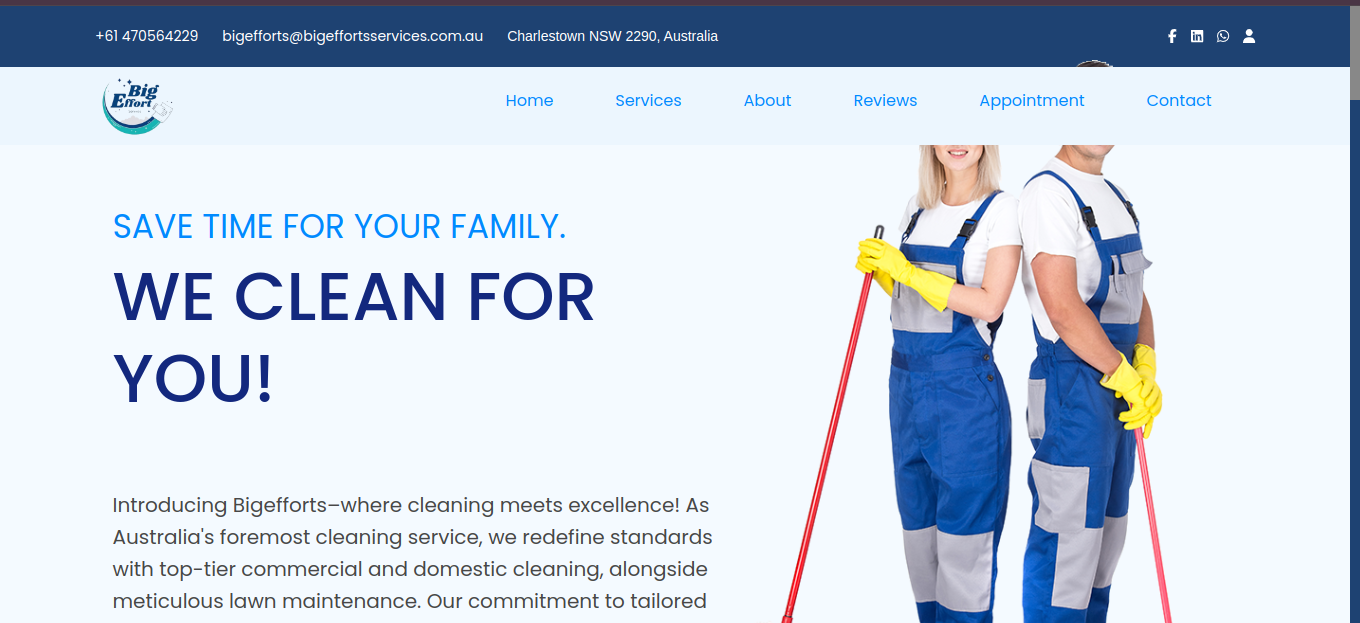 +61 470564229 bigefforts@bigeffortsservices.com.au Charlestown NSW 2290, Australia
Big
Effort
Home Services About Reviews Appointment Contact
SAVE TIME FOR YOUR FAMILY.
WE CLEAN FOR
YOU!
Introducing Bigefforts–where cleaning meets excellence! As
Australia's foremost cleaning service, we redefine standards
with top-tier commercial and domestic cleaning, alongside
meticulous lawn maintenance. Our commitment to tailored